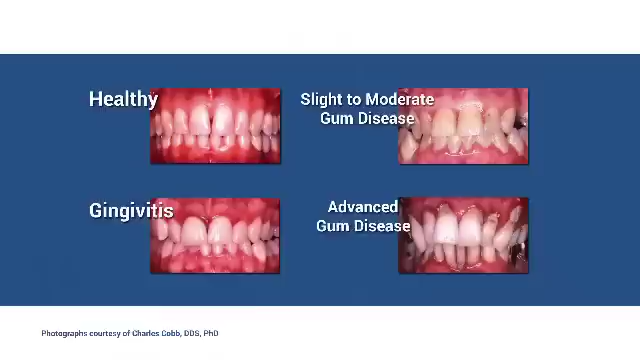 Healthy
Slight to Moderate
Gum Disease
Gingivitis
Advanced
Gum Disease
Photographs courtesy of Charles Cobb, DDS, PhD